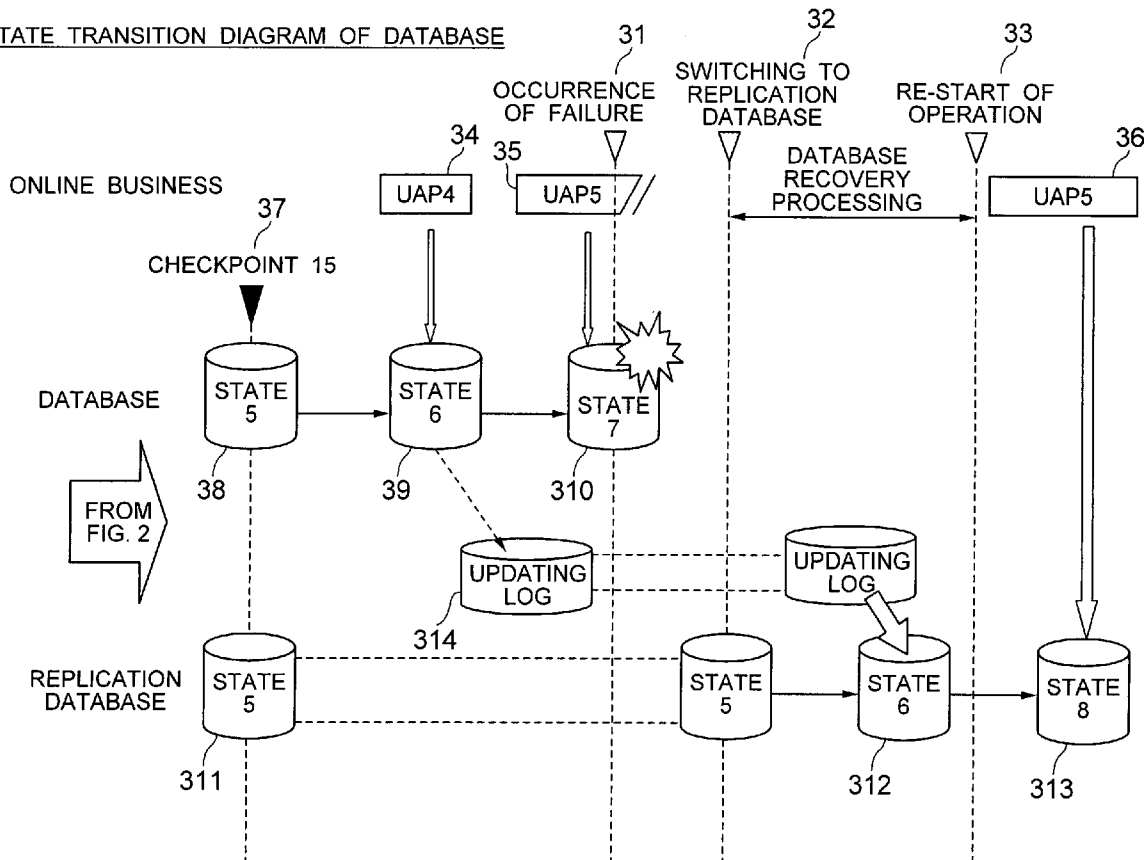 TATE TRANSITION DIAGRAM OF DATABASE
31
32
33
OCCURRENCE
OF FAILURE
SWITCHING TO
REPLICATION
DATABASE
RE-START OF
OPERATION
34
35
36
ONLINE BUSINESS
UAP4
UAP5
DATABASE
RECOVERY
PROCESSING
UAP5
37
CHECKPOINT 15
DATABASE
STATE
5
STATE
6
STATE
7
38
39
310
FROM
FIG. 2
UPDATING
LOG
UPDATING
LOG
314
REPLICATION
DATABASE
STATE
5
STATE
5
STATE
6
STATE
8
311
312
313